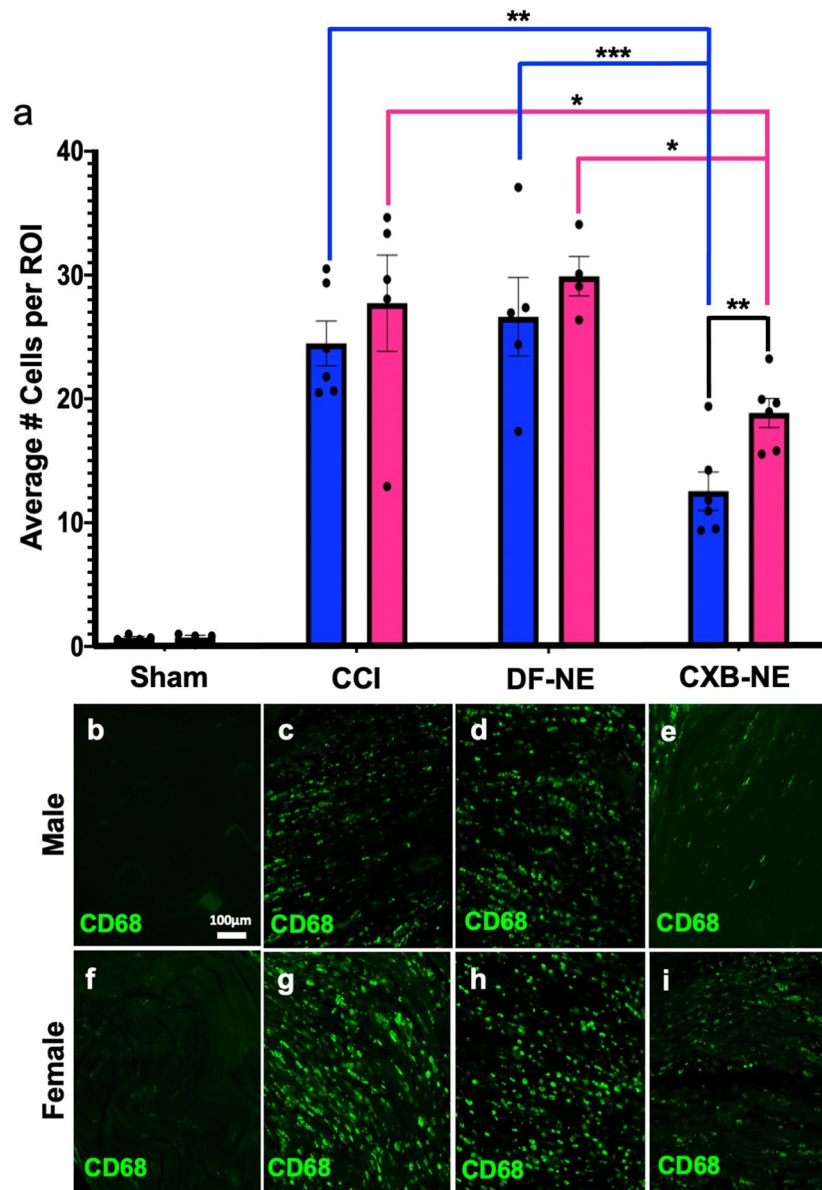 a
**
***
*
*
**
Average # Cells per ROI
40
30
20
10
0
Sham CCI DF-NE CXB-NE
Male
b c d e
CD68 100µm CD68 CD68 CD68
Female
f g h i
CD68 CD68 CD68 CD68